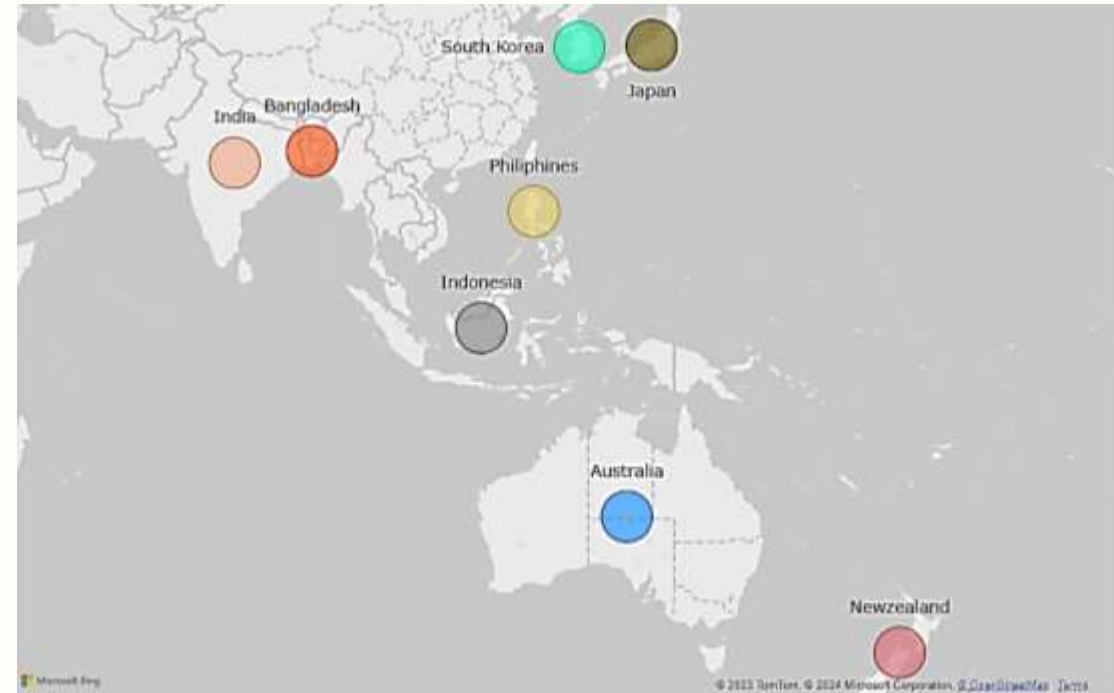 South Korea
Japan
Bangladesh
India
Philiphines
Indonesia
Australia
Newzealand
Microsoft Bing
© 2023 TomTom, © 2024 Microsoft Corporation, © OpenStreetMap Terms